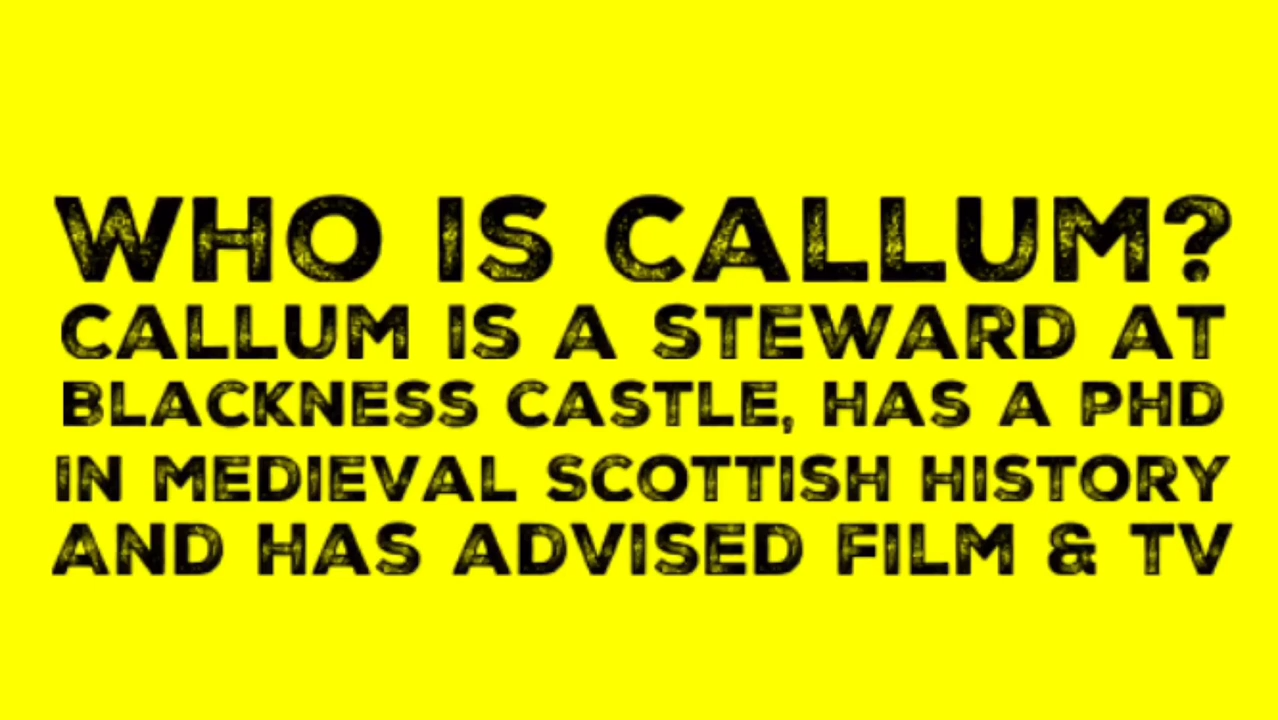 WHO IS CALLUM?
CALLUM IS A STEWARD AT
BLACKNESS CASTLE, HAS A PHD
IN MEDIEVAL SCOTTISH HISTORY
AND HAS ADVISED FILM & TV